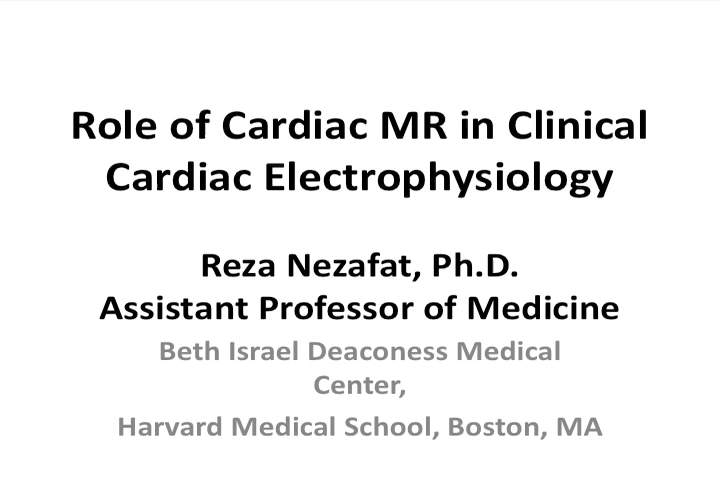 Role of Cardiac MR in Clinical
Cardiac Electrophysiology
Reza Nezafat, Ph.D.
Assistant Professor of Medicine
Beth Israel Deaconess Medical
Center,
Harvard Medical School, Boston, MA